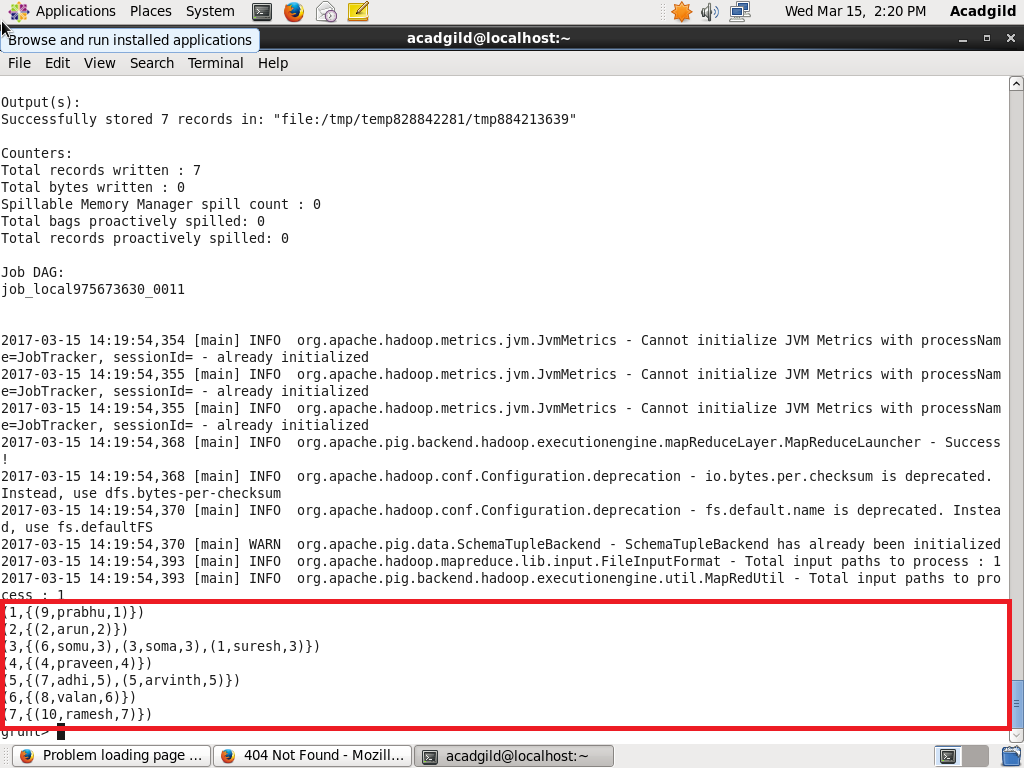 Applications Places System Wed Mar 15, 2:20 PM Acadgild
Browse and run installed applications
acadgild@localhost:~
File Edit View Search Terminal Help
Output(s):
Successfully stored 7 records in: "file:/tmp/temp828842281/tmp884213639"
Counters:
Total records written : 7
Total bytes written : 0
Spillable Memory Manager spill count : 0
Total bags proactively spilled: 0
Total records proactively spilled: 0
Job DAG:
job_local975673630_0011
2017-03-15 14:19:54,354 [main] INFO  org.apache.hadoop.metrics.jvm.JvmMetrics - Cannot initialize JVM Metrics with processNam
e=JobTracker, sessionId= - already initialized
2017-03-15 14:19:54,355 [main] INFO  org.apache.hadoop.metrics.jvm.JvmMetrics - Cannot initialize JVM Metrics with processNam
e=JobTracker, sessionId= - already initialized
2017-03-15 14:19:54,355 [main] INFO  org.apache.hadoop.metrics.jvm.JvmMetrics - Cannot initialize JVM Metrics with processNam
e=JobTracker, sessionId= - already initialized
2017-03-15 14:19:54,368 [main] INFO  org.apache.pig.backend.hadoop.executionengine.mapReduceLayer.MapReduceLauncher - Success
!
2017-03-15 14:19:54,368 [main] INFO  org.apache.hadoop.conf.Configuration.deprecation - io.bytes.per.checksum is deprecated.
Instead, use dfs.bytes-per-checksum
2017-03-15 14:19:54,370 [main] INFO  org.apache.hadoop.conf.Configuration.deprecation - fs.default.name is deprecated. Instea
d, use fs.defaultFS
2017-03-15 14:19:54,370 [main] WARN  org.apache.pig.data.SchemaTupleBackend - SchemaTupleBackend has already been initialized
2017-03-15 14:19:54,393 [main] INFO  org.apache.hadoop.mapreduce.lib.input.FileInputFormat - Total input paths to process : 1
2017-03-15 14:19:54,393 [main] INFO  org.apache.pig.backend.hadoop.executionengine.util.MapRedUtil - Total input paths to pro
cess : 1
(1,{(9,prabhu,1)})
(2,{(2,arun,2)})
(3,{(6,somu,3),(3,soma,3),(1,suresh,3)})
(4,{(4,praveen,4)})
(5,{(7,adhi,5),(5,arvinth,5)})
(6,{(8,valan,6)})
(7,{(10,ramesh,7)})
grunt>
Problem loading page ... 404 Not Found - Mozill... acadgild@localhost:~